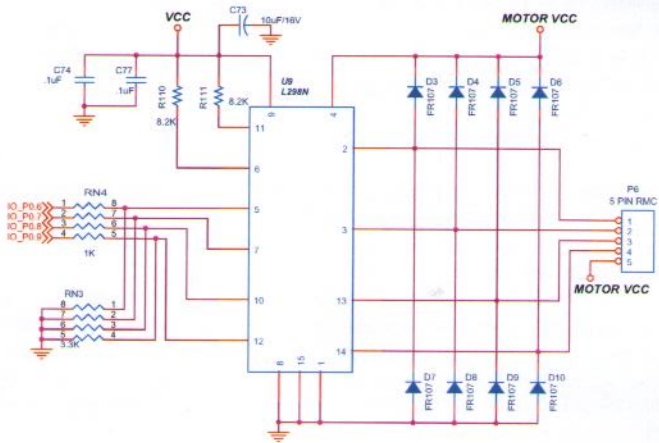 C73
10uF/16V
VCC
MOTOR VCC
C74
.1uF
C77
.1uF
R110
8.2K
R111
8.2K
U9
L298N
D3
FR107
D4
FR107
D5
FR107
D6
FR107
9
4
11
6
2
5
7
3
10
13
12
14
8
15
1
IO_P0.6
IO_P0.7
IO_P0.8
IO_P0.9
RN4
1 8
2 7
3 6
4 5
1K
RN3
8 1
7 2
6 3
5 4
3.3K
P6
5 PIN RMC
1
2
3
4
5
MOTOR VCC
D7
FR107
D8
FR107
D9
FR107
D10
FR107